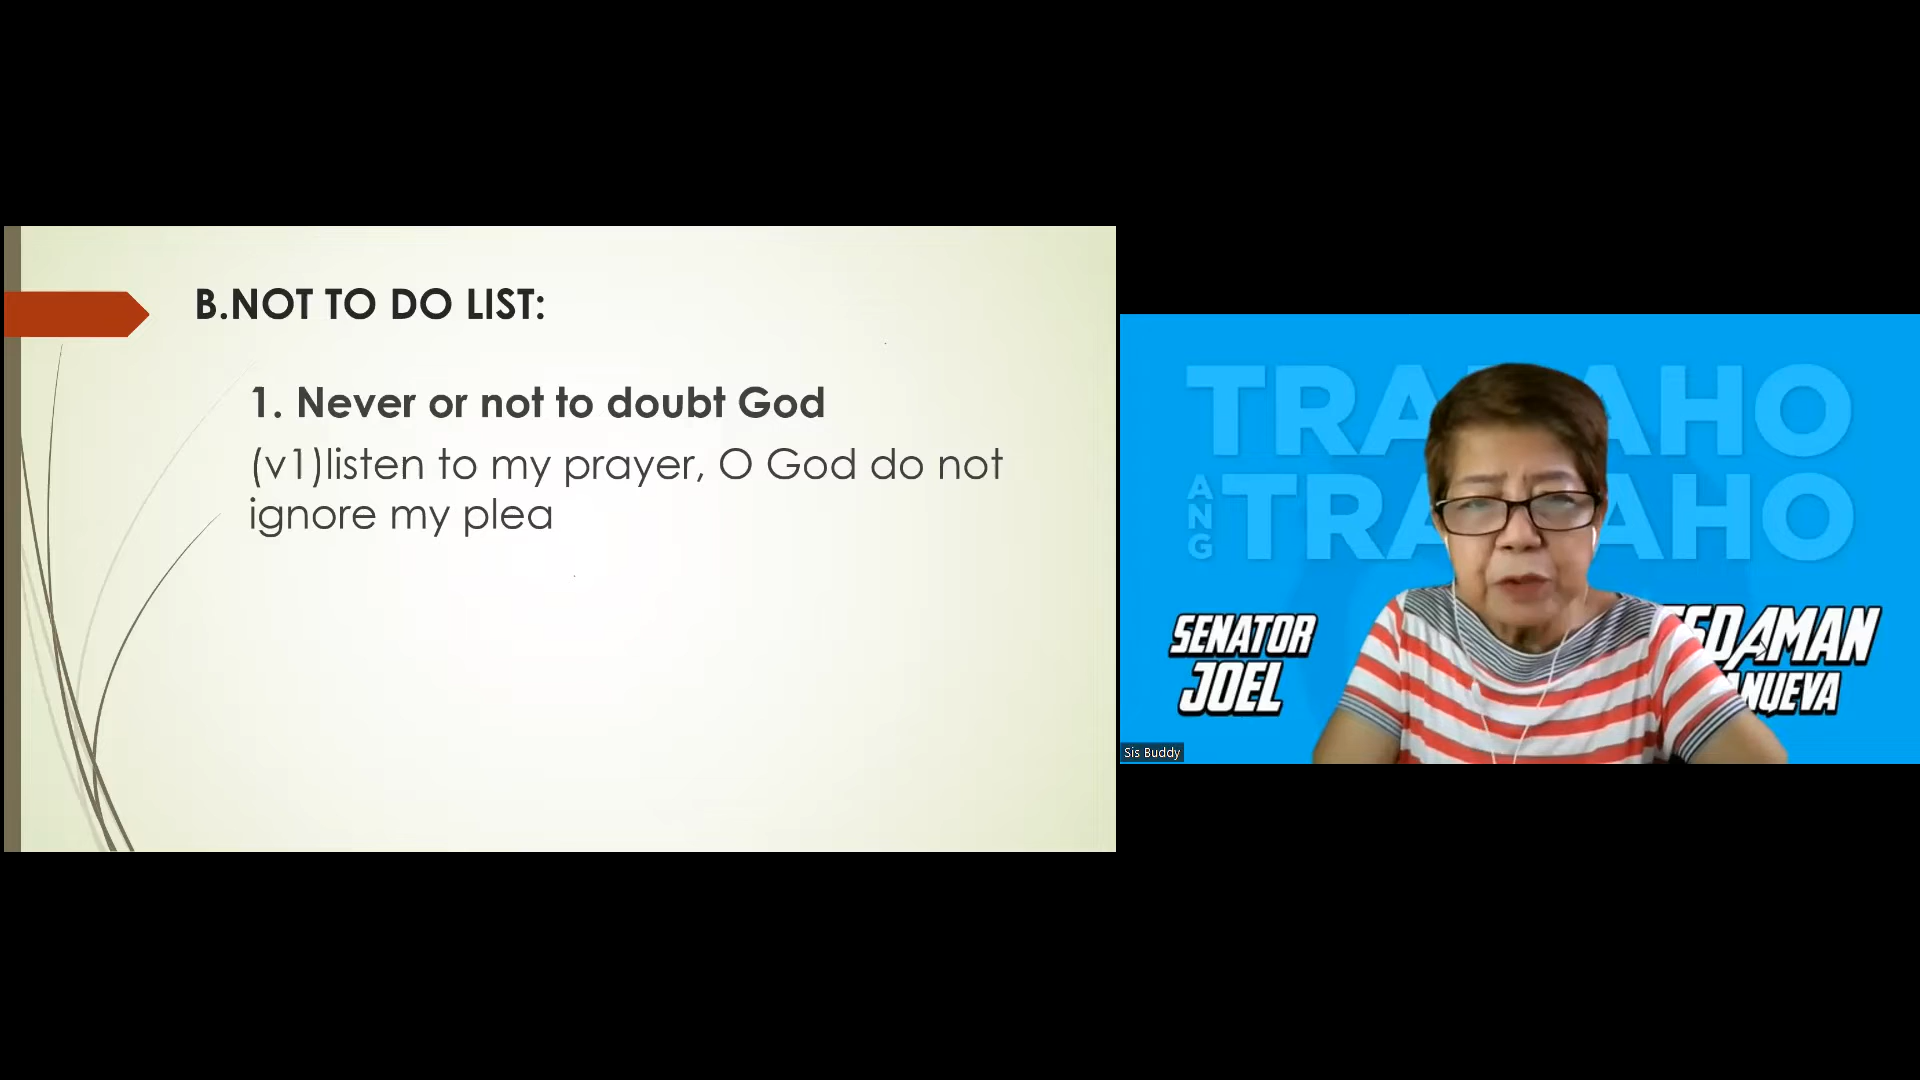 B.NOT TO DO LIST:
1. Never or not to doubt God
(v1)listen to my prayer, O God do not
ignore my plea
ANG
SENATOR
JOEL
Sis Buddy